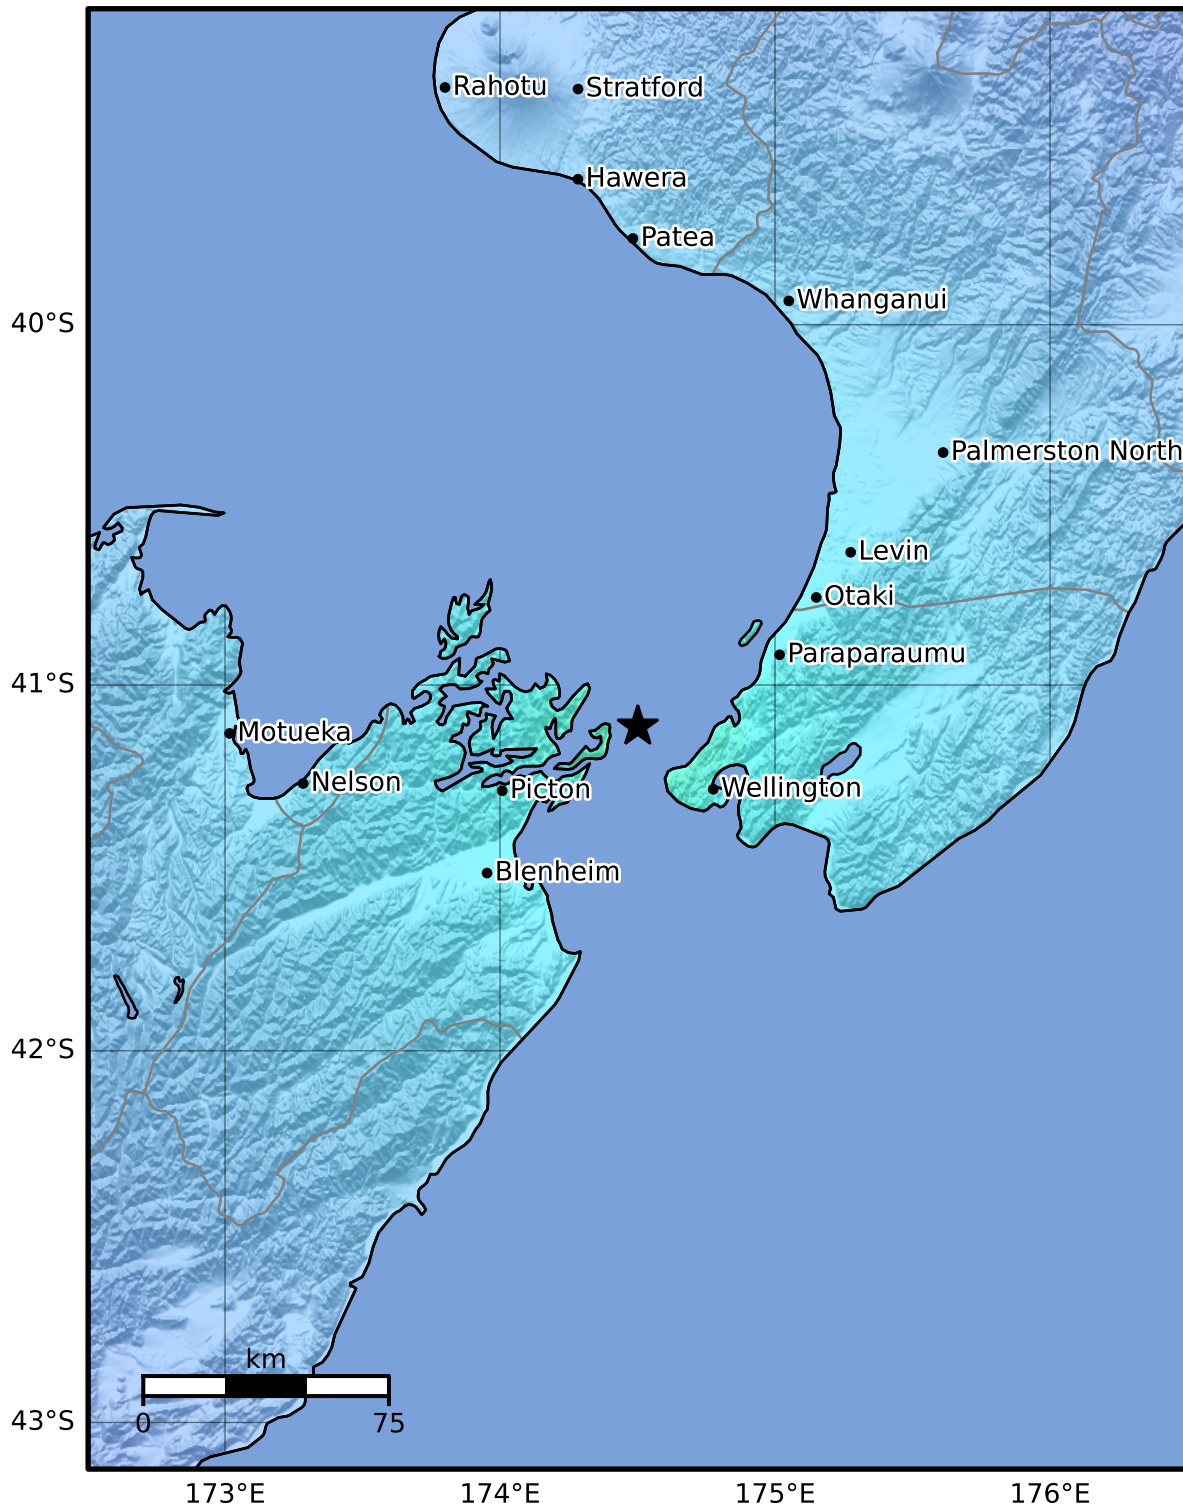 Rahotu
Stratford
Hawera
Patea
Whanganui
40°S
Palmerston North
Levin
Otaki
Paraparaumu
41°S
Motueka
Nelson
Picton
Wellington
Blenheim
42°S
km
0
75
43°S
173°E
174°E
175°E
176°E